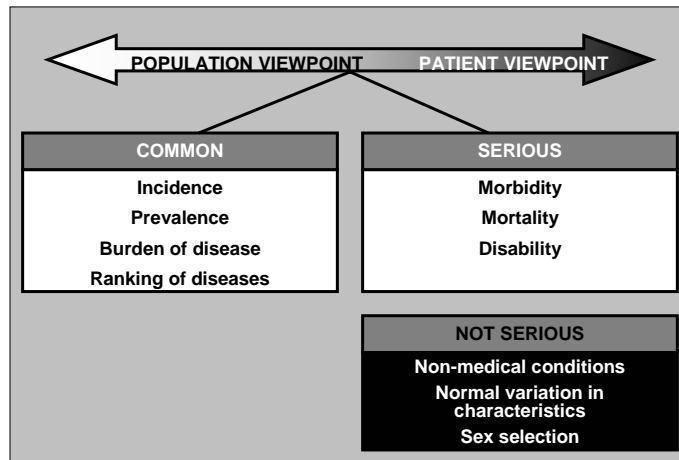 POPULATION VIEWPOINT PATIENT VIEWPOINT
COMMON
Incidence
Prevalence
Burden of disease
Ranking of diseases
SERIOUS
Morbidity
Mortality
Disability
NOT SERIOUS
Non-medical conditions
Normal variation in
characteristics
Sex selection